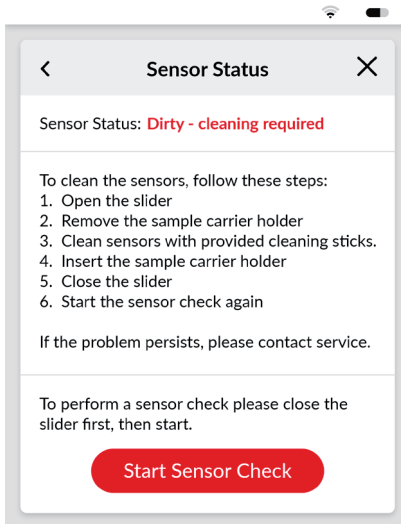 Sensor Status
Sensor Status: Dirty - cleaning required
To clean the sensors, follow these steps:
1. Open the slider
2. Remove the sample carrier holder
3. Clean sensors with provided cleaning sticks.
4. Insert the sample carrier holder
5. Close the slider
6. Start the sensor check again
If the problem persists, please contact service.
To perform a sensor check please close the
slider first, then start.
Start Sensor Check